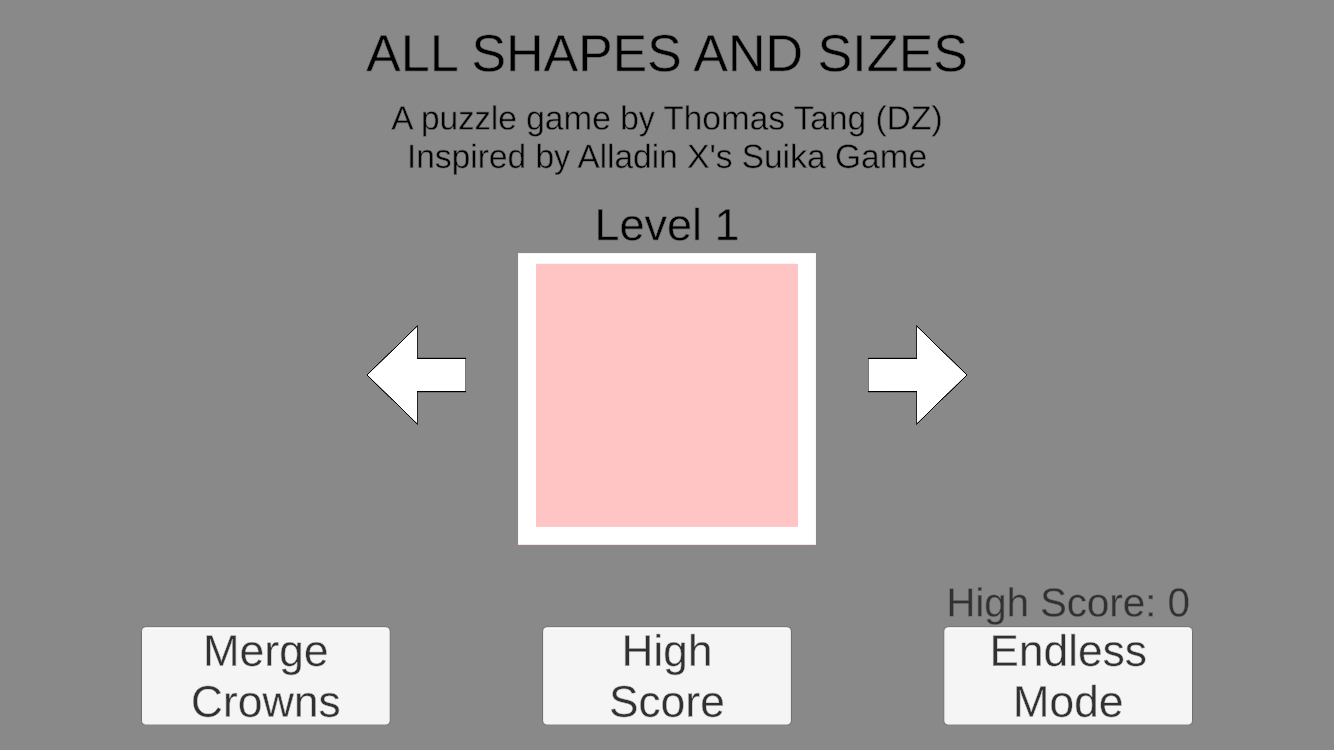 ALL SHAPES AND SIZES
A puzzle game by Thomas Tang (DZ)
Inspired by Alladin X's Suika Game
Level 1
High Score: 0
Merge
Crowns
High
Score
Endless
Mode